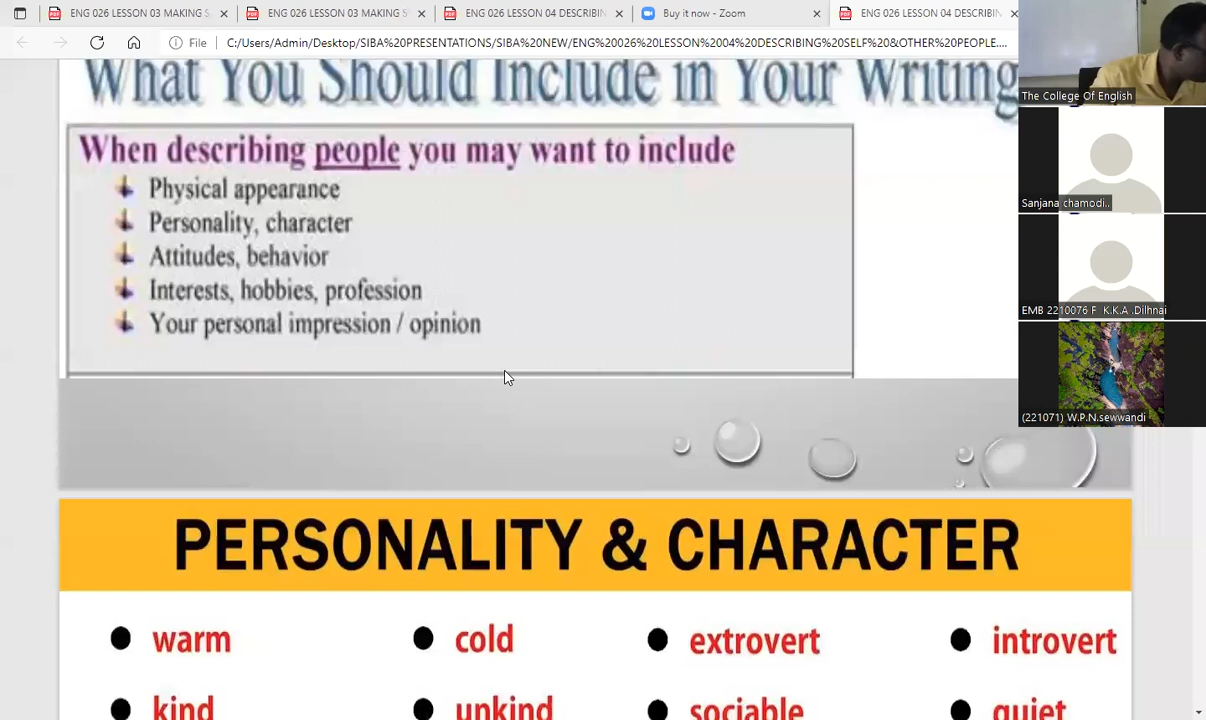 ENG 026 LESSON 03 MAKING S
ENG 026 LESSON 03 MAKING S
ENG 026 LESSON 04 DESCRIBIN
Buy it now - Zoom
ENG 026 LESSON 04 DESCRIBIN
File
C:/Users/Admin/Desktop/SIBA%20PRESENTATIONS/SIBA%20NEW/ENG%20026%20LESSON%2004%20DESCRIBING%20SELF%20&OTHER%20PEOPLE....
What You Should Include in Your Writing
When describing people you may want to include
Physical appearance
Personality, character
Attitudes, behavior
Interests, hobbies, profession
Your personal impression / opinion
The College Of English
Sanjana chamodi..
EMB 2210076 F K.K.A .Dilhnai
(221071) W.P.N.sewwandi
PERSONALITY & CHARACTER
warm cold extrovert introvert
kind unkind sociable quiet